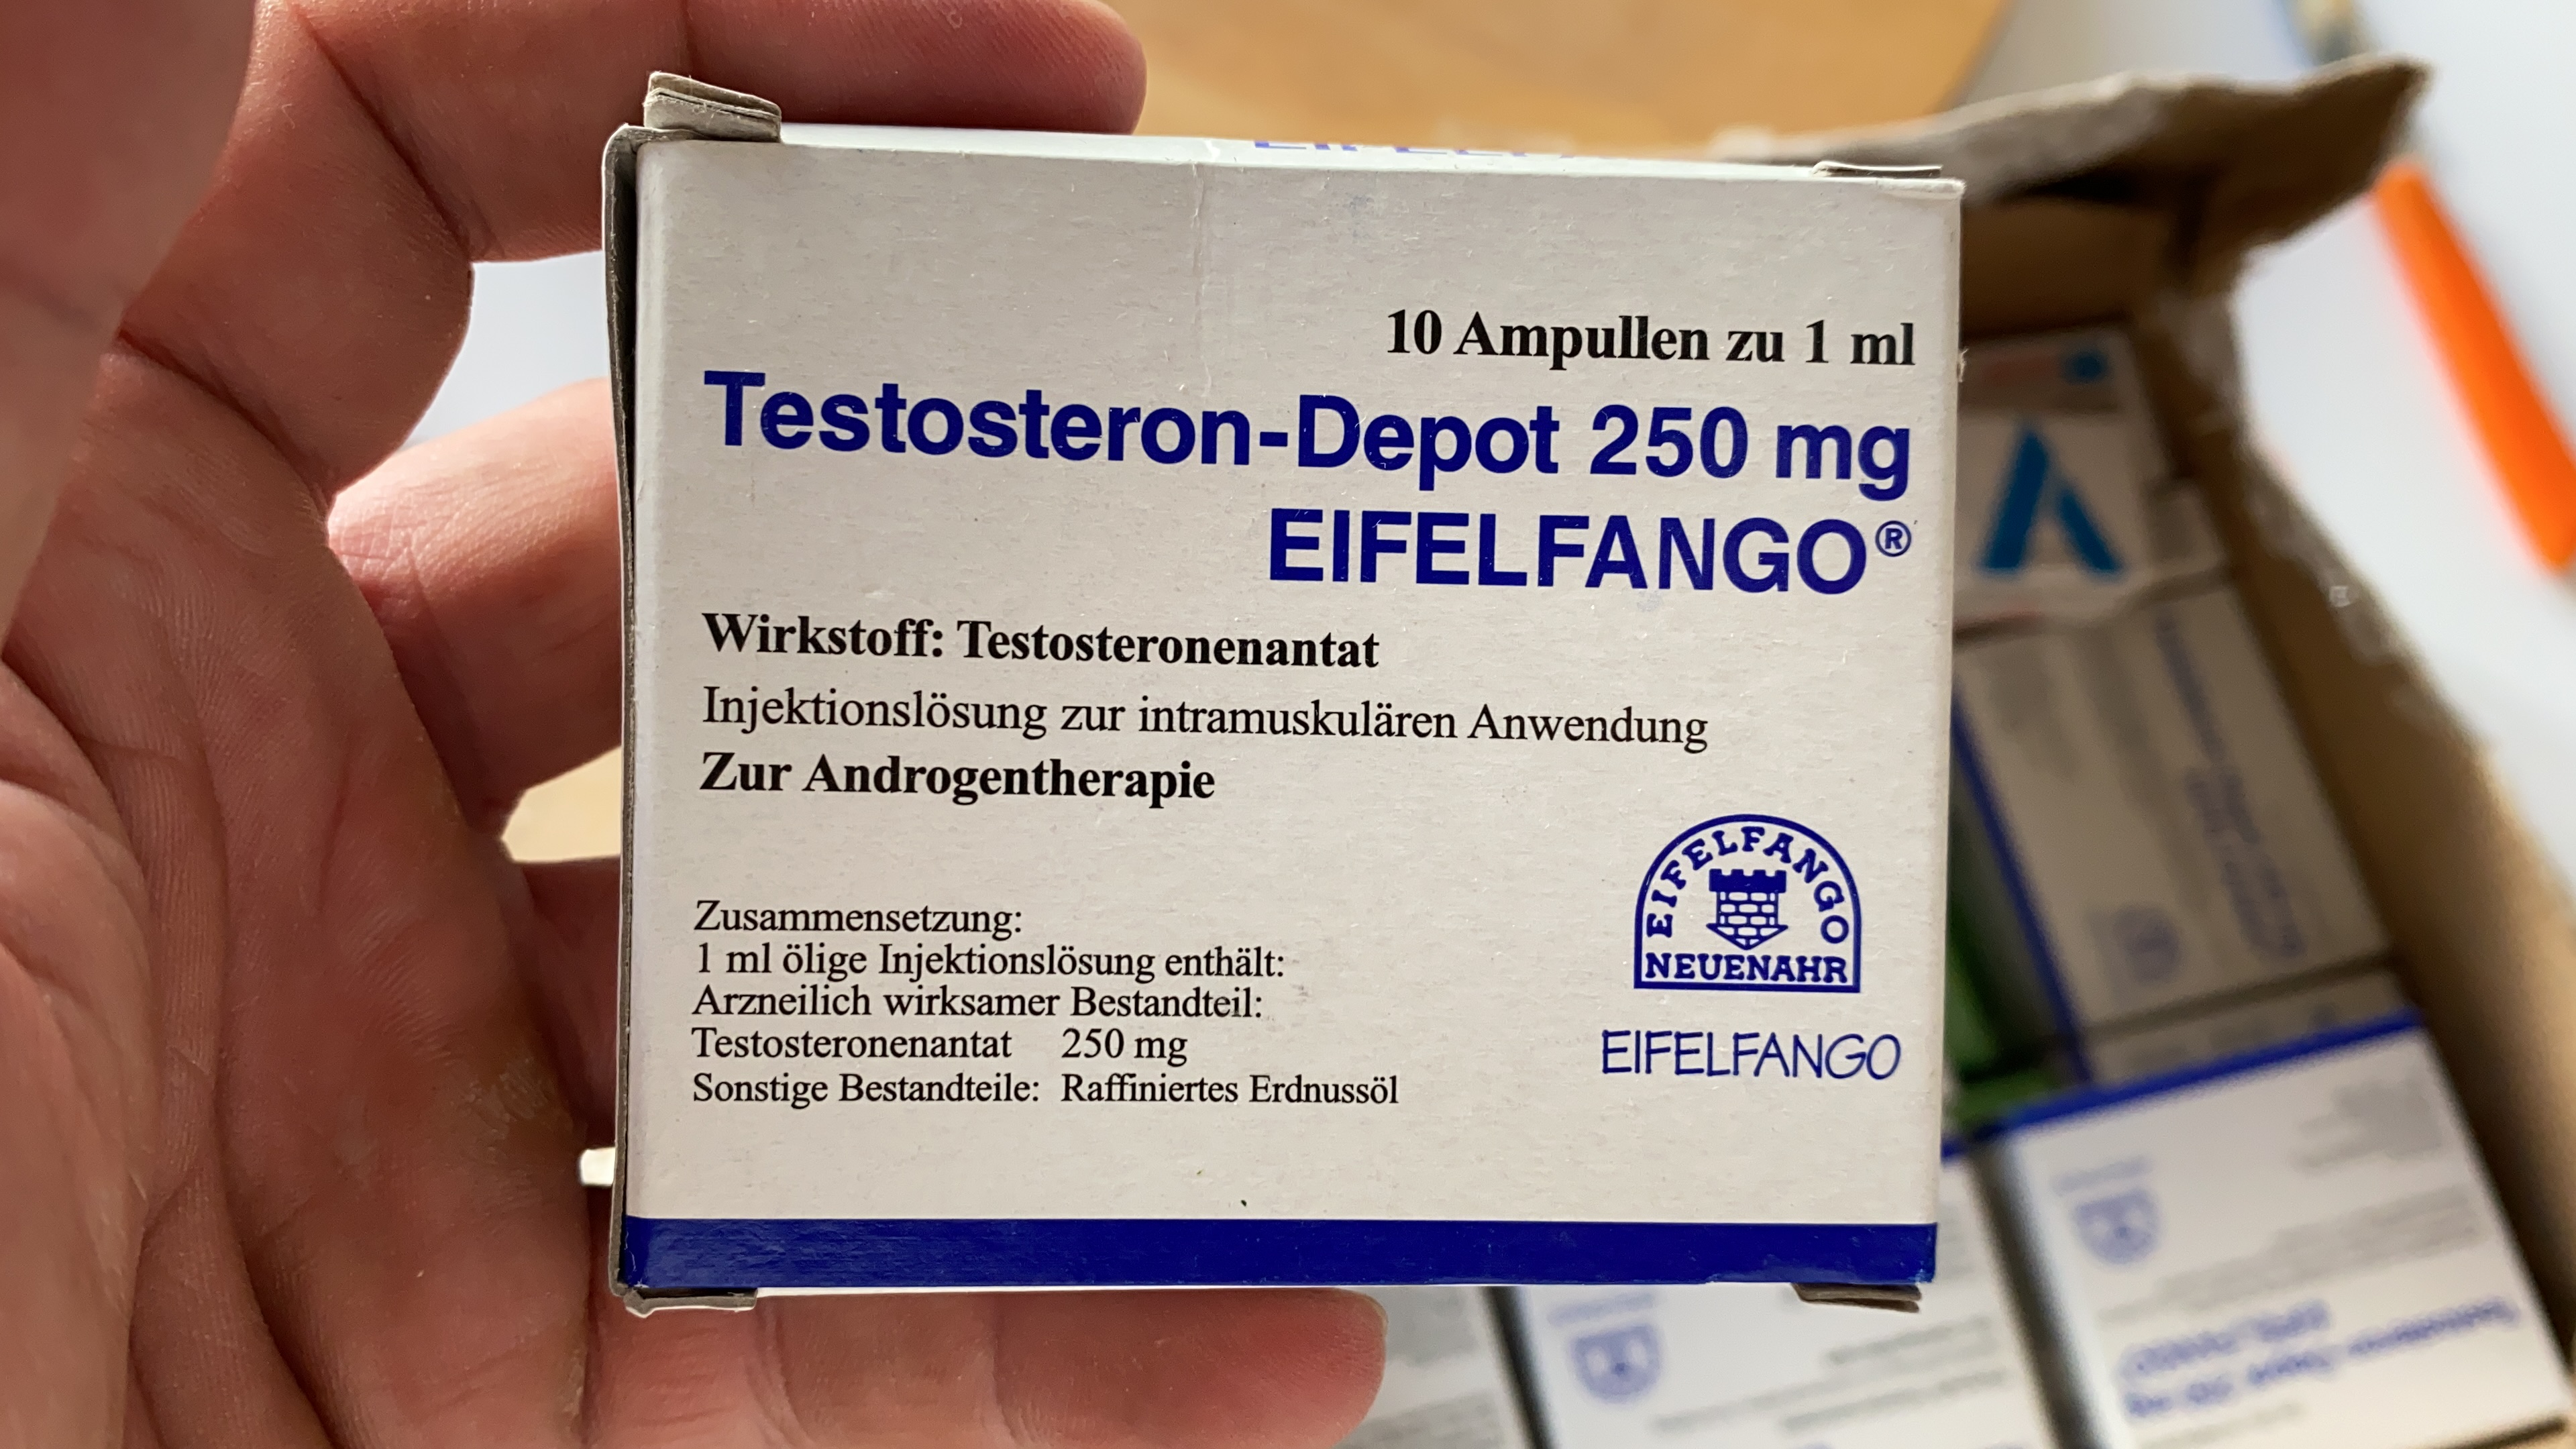 10 Ampullen zu 1 ml
Testosteron-Depot 250 mg
EIFELFANGO®
Wirkstoff: Testosteronenantat
Injektionslösung zur intramuskulären Anwendung
Zur Androgentherapie
Zusammensetzung:
1 ml ölige Injektionslösung enthält:
Arzneilich wirksamer Bestandteil:
Testosteronenantat 250 mg
Sonstige Bestandteile: Raffiniertes Erdnussöl
EIFELFANGO
NEUENAHR
EIFELFANGO